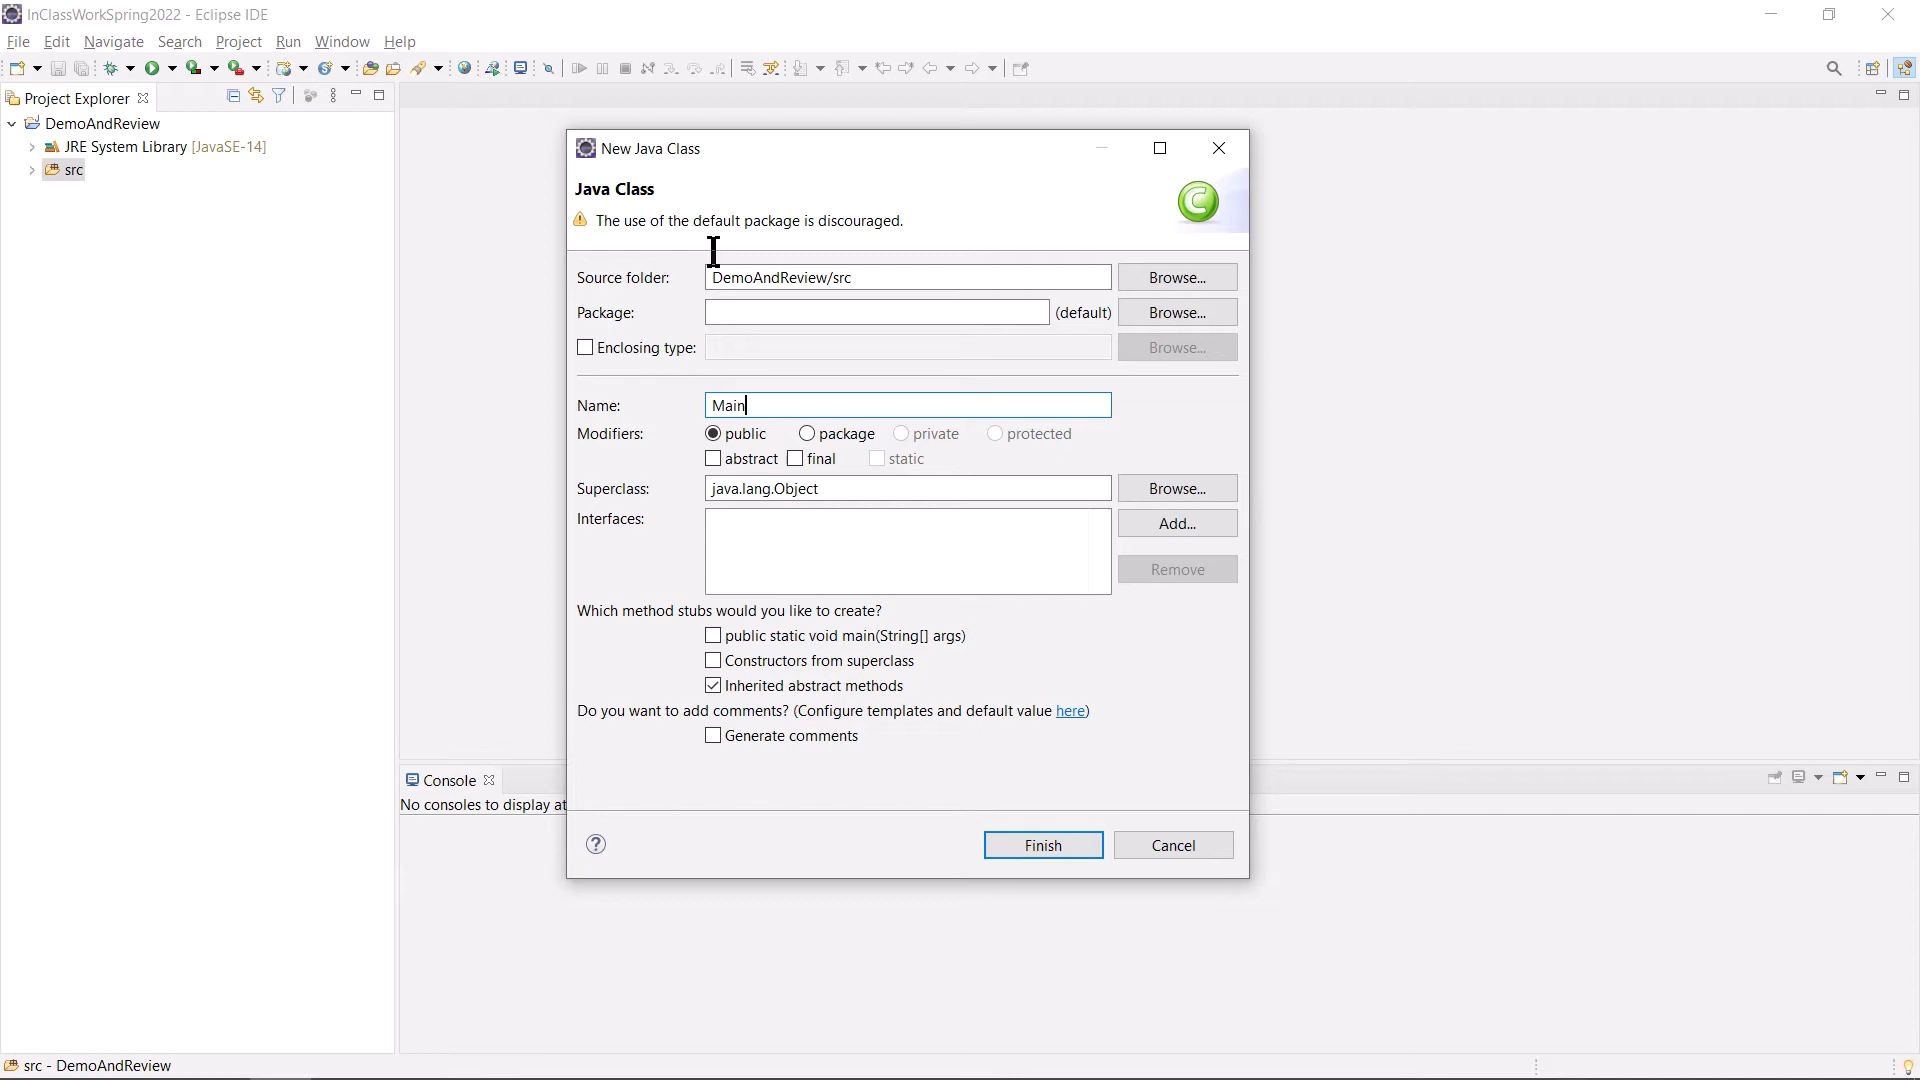 InClassWorkSpring2022 - Eclipse IDE
File Edit Navigate Search Project Run Window Help
Project Explorer
DemoAndReview
JRE System Library [JavaSE-14]
src
New Java Class
Java Class
The use of the default package is discouraged.
Source folder: DemoAndReview/src Browse...
Package: (default) Browse...
Enclosing type: Browse...
Name: Main
Modifiers: public package private protected
abstract final static
Superclass: java.lang.Object Browse...
Interfaces: Add...
Remove
Which method stubs would you like to create?
public static void main(String[] args)
Constructors from superclass
Inherited abstract methods
Do you want to add comments? (Configure templates and default value here)
Generate comments
Finish Cancel
Console
No consoles to display at
src - DemoAndReview